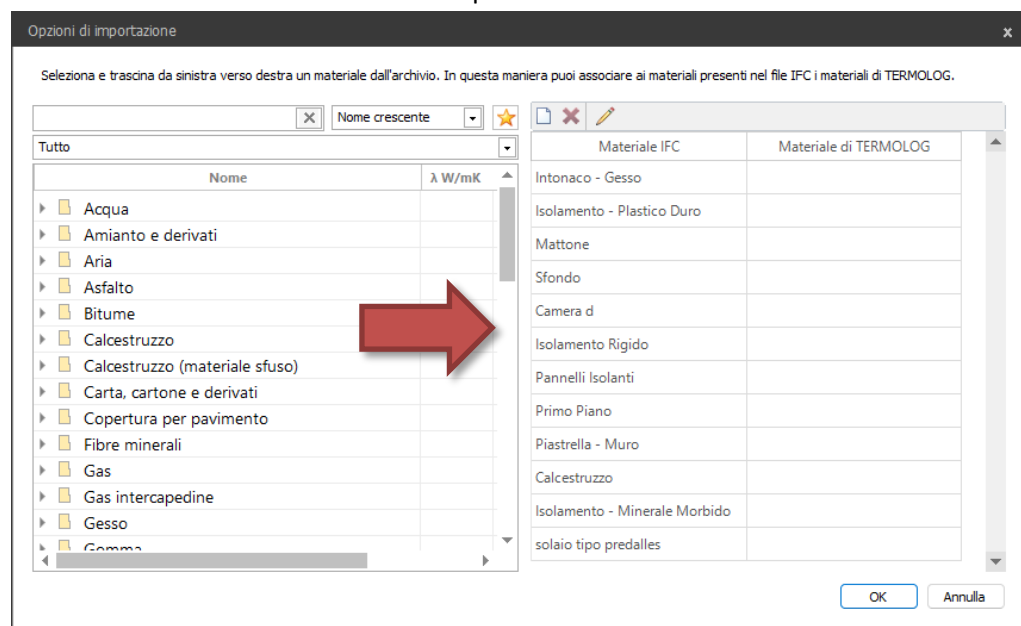 Opzioni di importazione x
Seleziona e trascina da sinistra verso destra un materiale dall'archivio. In questa maniera puoi associare ai materiali presenti nel file IFC i materiali di TERMOLOG.
Nome crescente
Tutto
Nome λ W/mK
Acqua
Amianto e derivati
Aria
Asfalto
Bitume
Calcestruzzo
Calcestruzzo (materiale sfuso)
Carta, cartone e derivati
Copertura per pavimento
Fibre minerali
Gas
Gas intercapedine
Gesso
Gomma
Materiale IFC Materiale di TERMOLOG
Intonaco - Gesso
Isolamento - Plastico Duro
Mattone
Sfondo
Camera d
Isolamento Rigido
Pannelli Isolanti
Primo Piano
Piastrella - Muro
Calcestruzzo
Isolamento - Minerale Morbido
solaio tipo predalles
OK Annulla